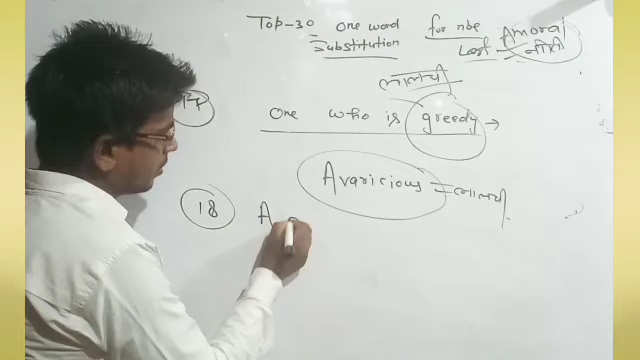 Top-30 one word for nbe Amoral
Substitution Last लीसी
लालची
17 One who is greedy →
Avaricious = लालची
18 A